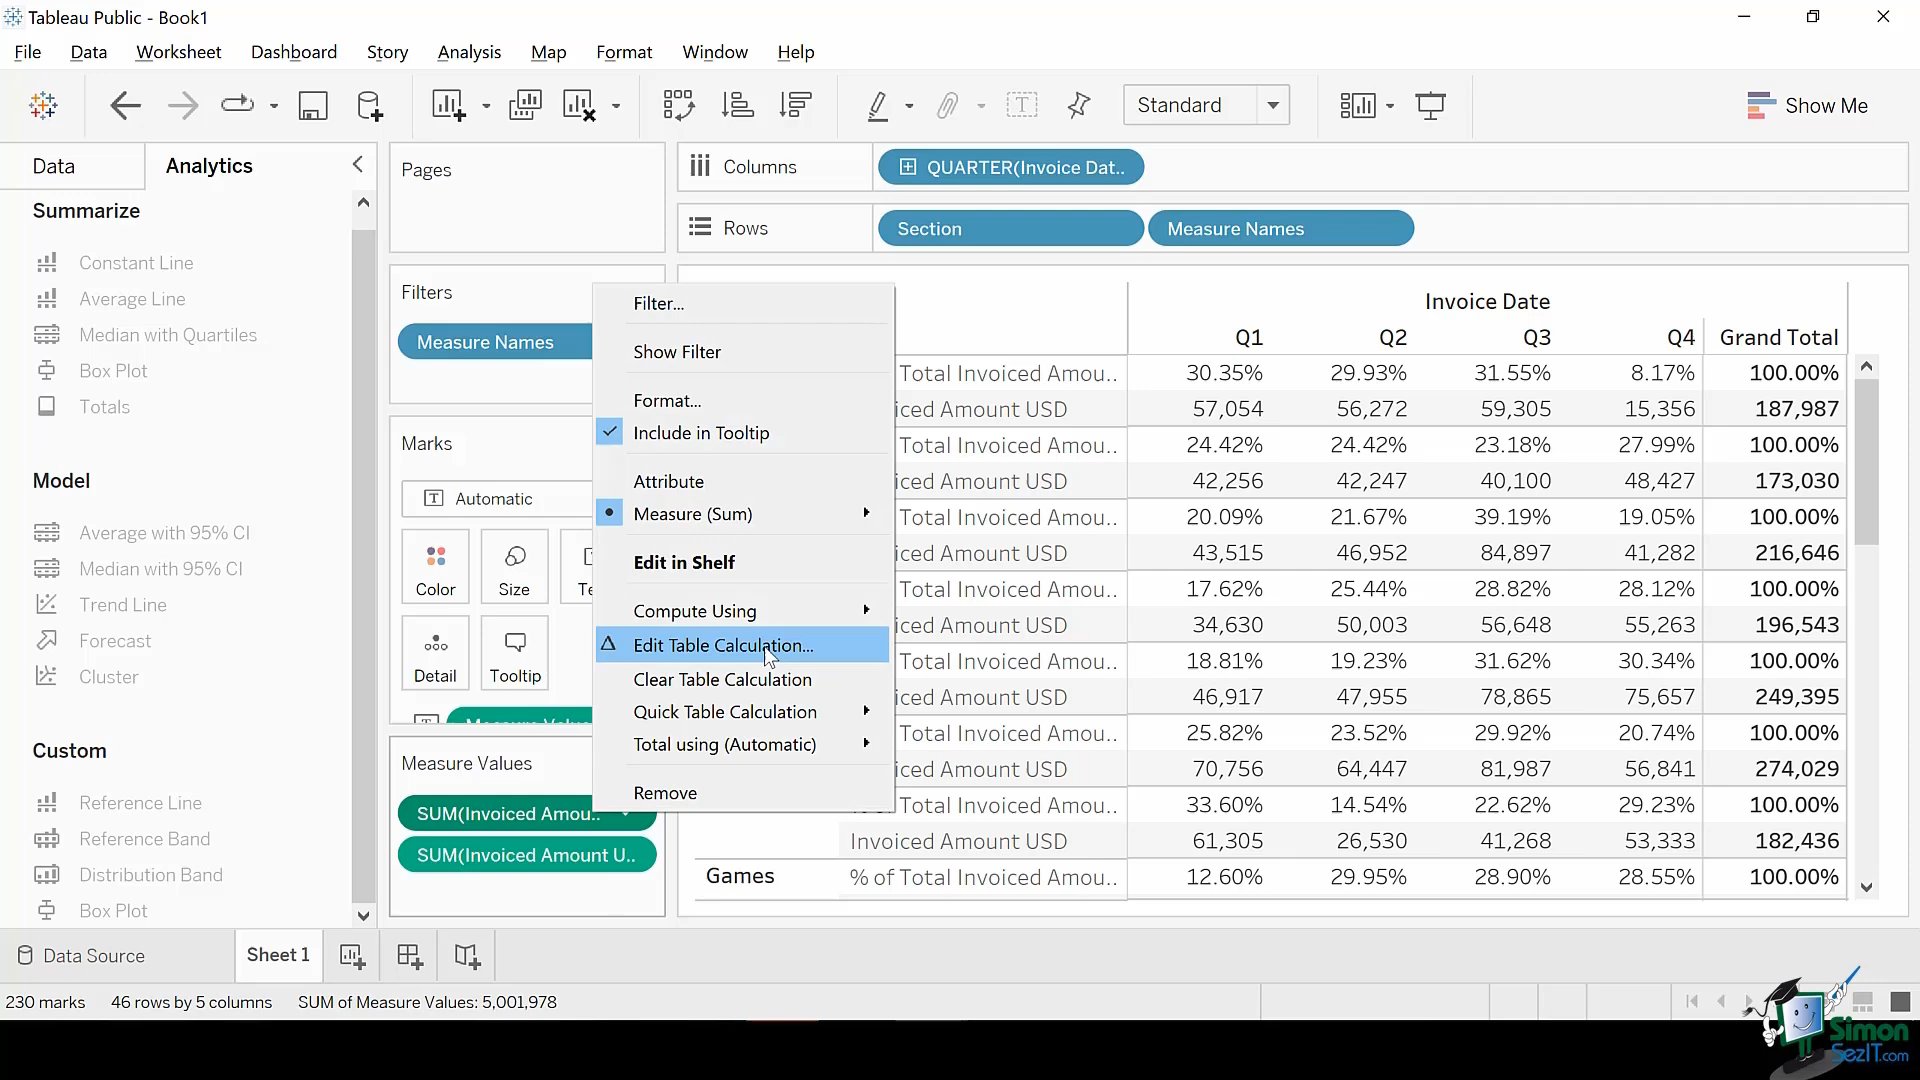 Tableau Public - Book1
File Data Worksheet Dashboard Story Analysis Map Format Window Help
Standard
Show Me
Data Analytics
Summarize
Constant Line
Average Line
Median with Quartiles
Box Plot
Totals
Model
Average with 95% CI
Median with 95% CI
Trend Line
Forecast
Cluster
Custom
Reference Line
Reference Band
Distribution Band
Box Plot
Pages
Filters
Measure Names
Marks
Automatic
Color Size
Detail Tooltip
Measure Values
SUM(Invoiced Amou..
SUM(Invoiced Amount U..
Filter...
Show Filter
Format...
Include in Tooltip
Attribute
Measure (Sum)
Edit in Shelf
Compute Using
Edit Table Calculation...
Clear Table Calculation
Quick Table Calculation
Total using (Automatic)
Remove
Columns QUARTER(Invoice Dat..
Rows Section Measure Names
Invoice Date
Q1 Q2 Q3 Q4 Grand Total
Total Invoiced Amou.. 30.35% 29.93% 31.55% 8.17% 100.00%
iced Amount USD 57,054 56,272 59,305 15,356 187,987
Total Invoiced Amou.. 24.42% 24.42% 23.18% 27.99% 100.00%
iced Amount USD 42,256 42,247 40,100 48,427 173,030
Total Invoiced Amou.. 20.09% 21.67% 39.19% 19.05% 100.00%
iced Amount USD 43,515 46,952 84,897 41,282 216,646
Total Invoiced Amou.. 17.62% 25.44% 28.82% 28.12% 100.00%
iced Amount USD 34,630 50,003 56,648 55,263 196,543
Total Invoiced Amou.. 18.81% 19.23% 31.62% 30.34% 100.00%
iced Amount USD 46,917 47,955 78,865 75,657 249,395
Total Invoiced Amou.. 25.82% 23.52% 29.92% 20.74% 100.00%
iced Amount USD 70,756 64,447 81,987 56,841 274,029
Total Invoiced Amou.. 33.60% 14.54% 22.62% 29.23% 100.00%
Invoiced Amount USD 61,305 26,530 41,268 53,333 182,436
Games % of Total Invoiced Amou.. 12.60% 29.95% 28.90% 28.55% 100.00%
Data Source Sheet 1
230 marks 46 rows by 5 columns SUM of Measure Values: 5,001,978
Simon
SezIT.com